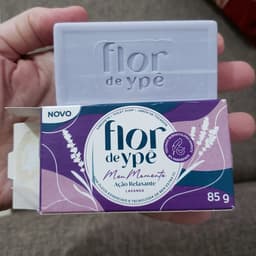 flor
de ypê
NOVO
flor
de ypê
Meu Momento
Ação Relaxante
LAVANDA
85 g